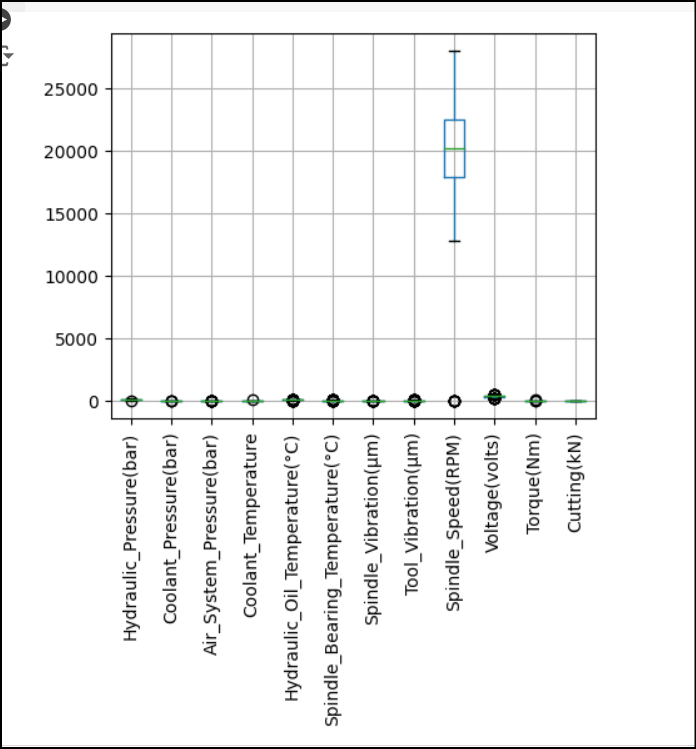 25000
20000
15000
10000
5000
0
Hydraulic_Pressure(bar)
Coolant_Pressure(bar)
Air_System_Pressure(bar)
Coolant_Temperature
Hydraulic_Oil_Temperature(°C)
Spindle_Bearing_Temperature(°C)
Spindle_Vibration(µm)
Tool_Vibration(µm)
Spindle_Speed(RPM)
Voltage(volts)
Torque(Nm)
Cutting(kN)